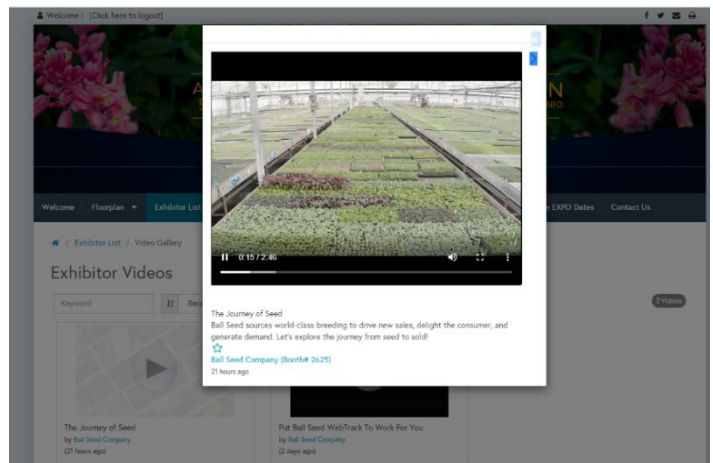 Welcome ! [Click here to logout]
A N
S NIO
Welcome Floorplan Exhibitor List e EXPO Dates Contact Us
/ Exhibitor List / Video Gallery
Exhibitor Videos
Keyword Rece
2 Videos
0:15 / 2:46
The Journey of Seed
Ball Seed sources world-class breeding to drive new sales, delight the consumer, and
generate demand. Let's explore the journey from seed to sold!
Ball Seed Company (Booth# 2625)
21 hours ago
The Journey of Seed
by Ball Seed Company
(21 hours ago)
Put Ball Seed WebTrack To Work For You
by Ball Seed Company
(2 days ago)